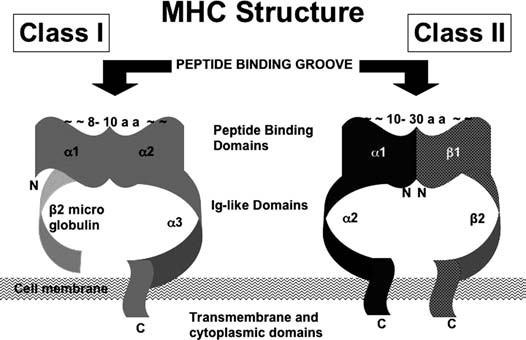 MHC Structure
Class I
Class II
PEPTIDE BINDING GROOVE
~ ~ 8- 10 a a ~ ~
~ ~ 10- 30 a a ~ ~
Peptide Binding
Domains
α1
α2
α1
β1
N
N N
Ig-like Domains
β2 micro
globulin
α3
α2
β2
Cell membrane
Transmembrane and
cytoplasmic domains
C
C
C